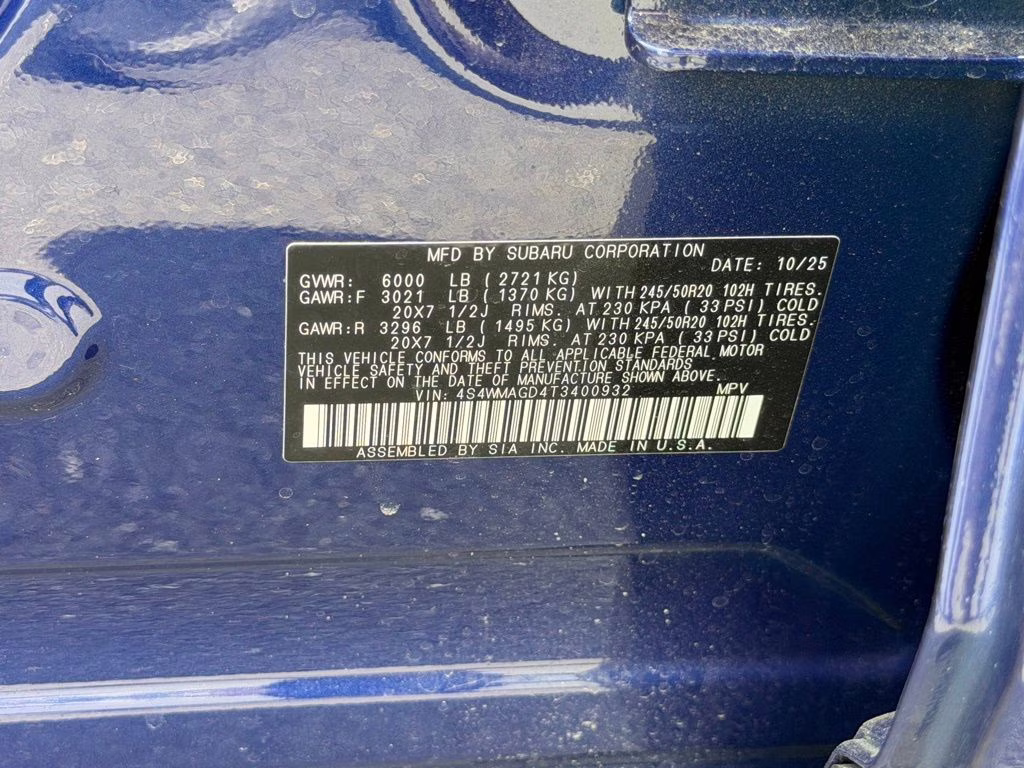 MFD BY SUBARU CORPORATION
DATE: 10/25
GVWR: 6000 LB ( 2721 KG)
GAWR:F 3021 LB ( 1370 KG) WITH 245/50R20 102H TIRES.
20X7 1/2J RIMS. AT 230 KPA ( 33 PSI) COLD
GAWR:R 3296 LB ( 1495 KG) WITH 245/50R20 102H TIRES.
20X7 1/2J RIMS. AT 230 KPA ( 33 PSI) COLD
THIS VEHICLE CONFORMS TO ALL APPLICABLE FEDERAL MOTOR
VEHICLE SAFETY AND THEFT PREVENTION STANDARDS
IN EFFECT ON THE DATE OF MANUFACTURE SHOWN ABOVE.
VIN: 4S4WMAGD4T3400932 MPV
ASSEMBLED BY SIA INC. MADE IN U.S.A.